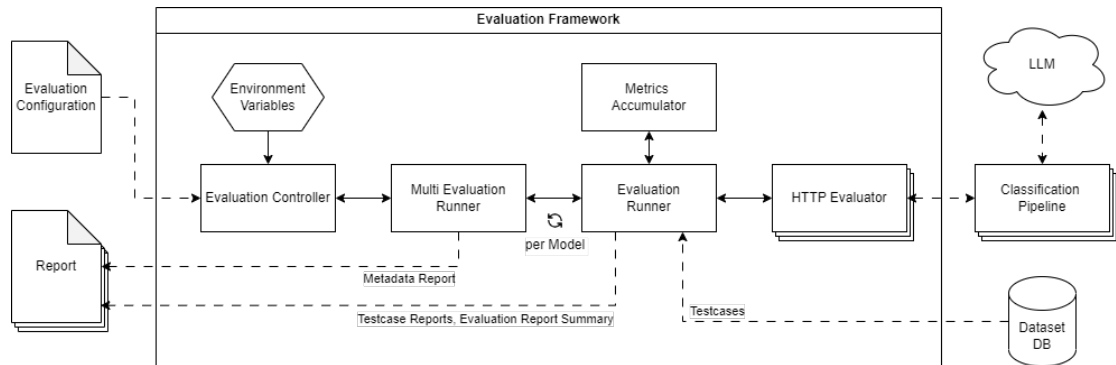 Evaluation Framework
Evaluation
Configuration
Environment
Variables
Metrics
Accumulator
LLM
Evaluation Controller
Multi Evaluation
Runner
per Model
Evaluation
Runner
HTTP Evaluator
Classification
Pipeline
Report
Metadata Report
Testcase Reports, Evaluation Report Summary
Testcases
Dataset
DB